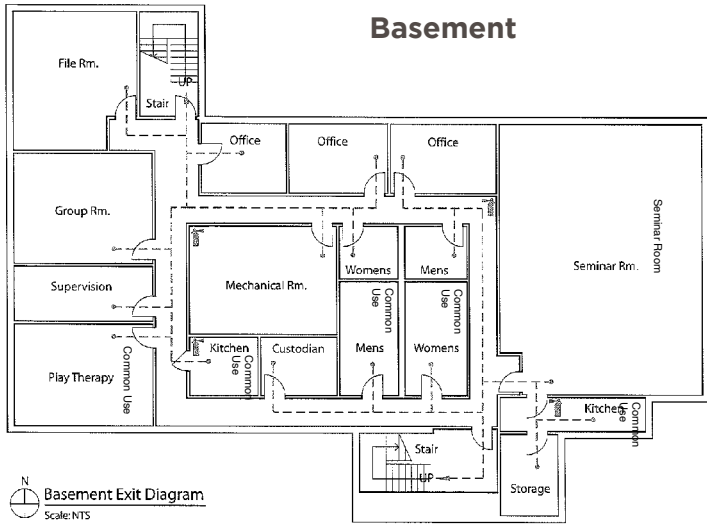 Basement
File Rm.
UP
Stair
Office
Office
Office
Group Rm.
Seminar Room
Seminar Rm.
Womens
Mens
Supervision
Mechanical Rm.
Common Use
Common Use
Kitchen
Common Use
Custodian
Mens
Womens
Play Therapy
Common Use
Kitchen
Common Use
Stair
UP
Storage
N
Basement Exit Diagram
Scale: NTS